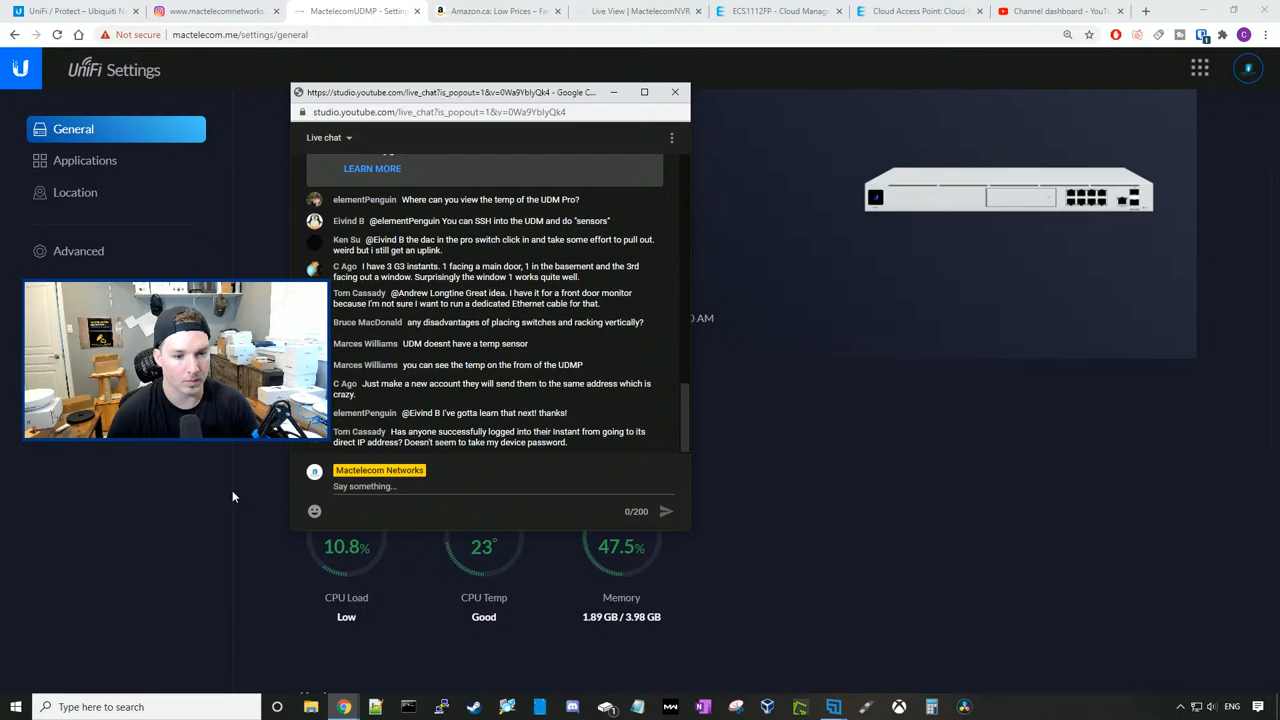 UniFi / Protect - Ubiquiti N
www.mactelecomnetworks.
MactelecomUDMP - Setting
Amazon.ca: Low Prices – Fa
Live View | MactelecomNVR
ECS1112FP - Cloud Manage
Cloud Access Point: Cloud-
Channel dashboard - YouTu
Not secure
mactelecom.me/settings/general
UniFi Settings
General
Applications
Location
Advanced
https://studio.youtube.com/live_chat?is_popout=1&v=0Wa9YblyQk4 - Google C...
studio.youtube.com/live_chat?is_popout=1&v=0Wa9YblyQk4
Live chat
LEARN MORE
elementPenguin Where can you view the temp of the UDM Pro?
Eivind B @elementPenguin You can SSH into the UDM and do "sensors"
Ken Su @Eivind B the dac in the pro switch click in and take some effort to pull out.
weird but i still get an uplink.
C Ago I have 3 G3 instants. 1 facing a main door, 1 in the basement and the 3rd
facing out a window. Surprisingly the window 1 works quite well.
Tom Cassady @Andrew Longtine Great idea. I have it for a front door monitor
because I'm not sure I want to run a dedicated Ethernet cable for that.
Bruce MacDonald any disadvantages of placing switches and racking vertically?
0 AM
Marces Williams UDM doesnt have a temp sensor
Marces Williams you can see the temp on the from of the UDMP
C Ago Just make a new account they will send them to the same address which is
crazy.
elementPenguin @Eivind B I've gotta learn that next! thanks!
Tom Cassady Has anyone successfully logged into their Instant from going to its
direct IP address? Doesn't seem to take my device password.
Mactelecom Networks
Say something...
0/200
10.8%
23°
47.5%
CPU Load
CPU Temp
Memory
Low
Good
1.89 GB / 3.98 GB
Type here to search
ENG